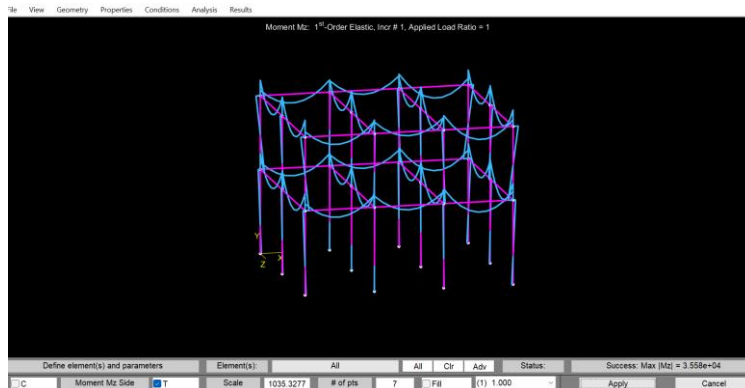 File View Geometry Properties Conditions Analysis Results
Moment Mz: 1st-Order Elastic, Incr # 1, Applied Load Ratio = 1
Y
X
Z
Define element(s) and parameters Element(s): All All Clr Adv Status: Success: Max |Mz| = 3.558e+04
C Moment Mz Side T Scale 1035.3277 # of pts 7 Fill (1) 1.000 Apply Cancel